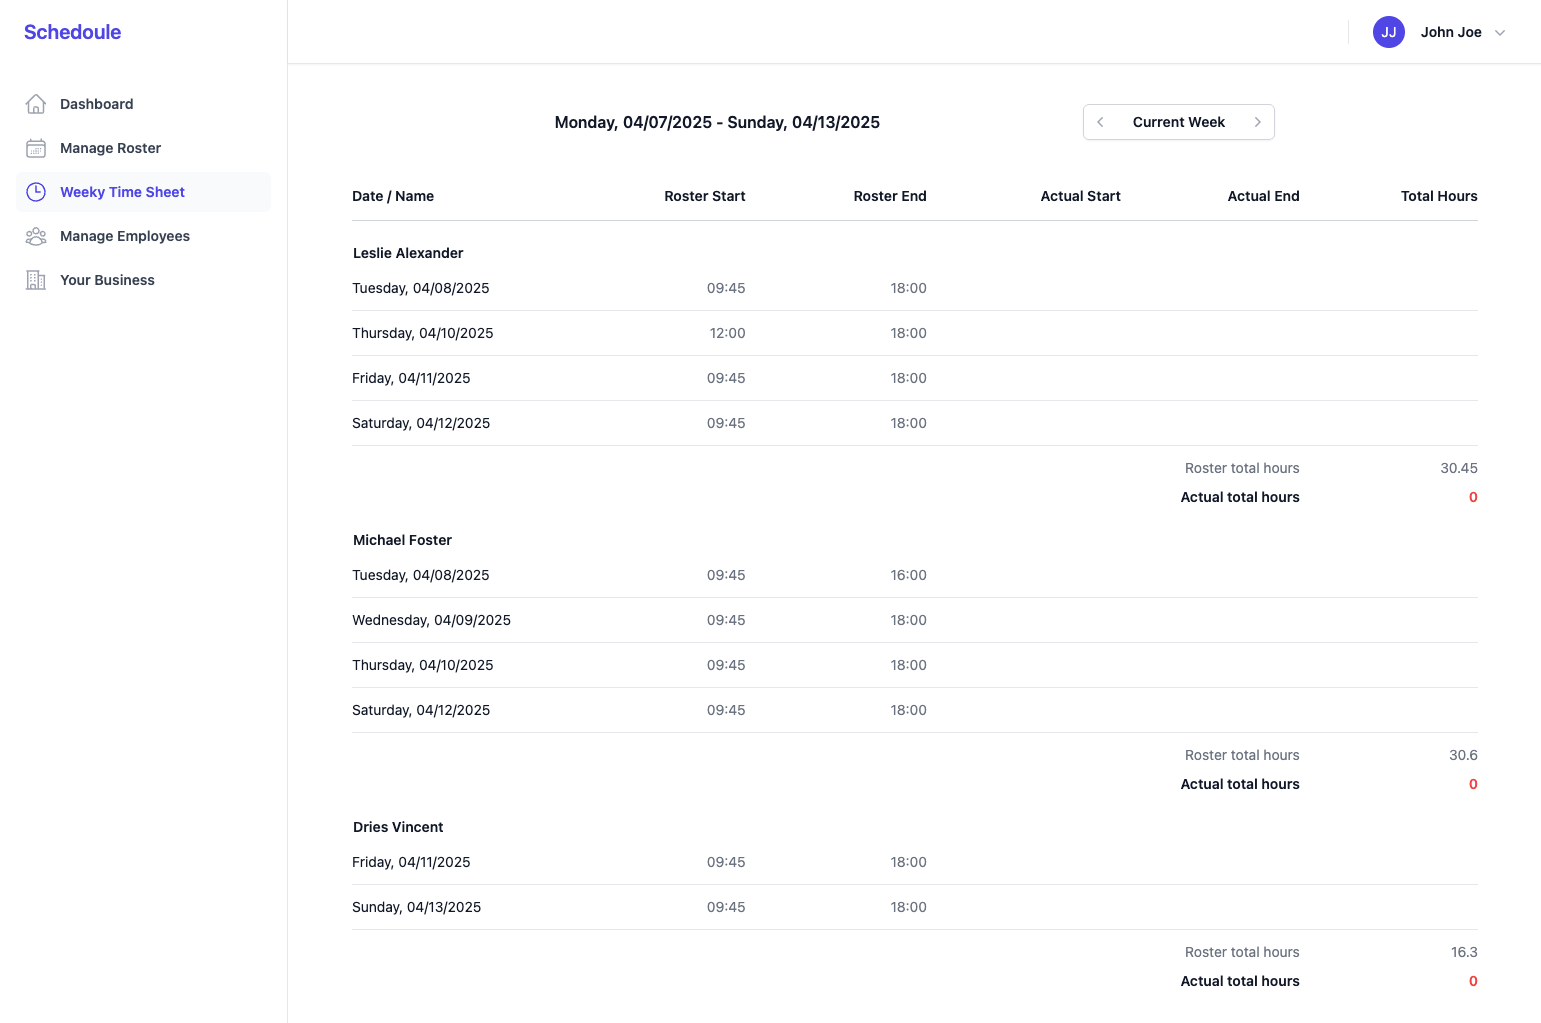 Schedoule
JJ John Joe
Dashboard
Manage Roster
Weeky Time Sheet
Manage Employees
Your Business
Monday, 04/07/2025 - Sunday, 04/13/2025
Current Week
Date / Name Roster Start Roster End Actual Start Actual End Total Hours
Leslie Alexander
Tuesday, 04/08/2025 09:45 18:00
Thursday, 04/10/2025 12:00 18:00
Friday, 04/11/2025 09:45 18:00
Saturday, 04/12/2025 09:45 18:00
Roster total hours 30.45
Actual total hours 0
Michael Foster
Tuesday, 04/08/2025 09:45 16:00
Wednesday, 04/09/2025 09:45 18:00
Thursday, 04/10/2025 09:45 18:00
Saturday, 04/12/2025 09:45 18:00
Roster total hours 30.6
Actual total hours 0
Dries Vincent
Friday, 04/11/2025 09:45 18:00
Sunday, 04/13/2025 09:45 18:00
Roster total hours 16.3
Actual total hours 0